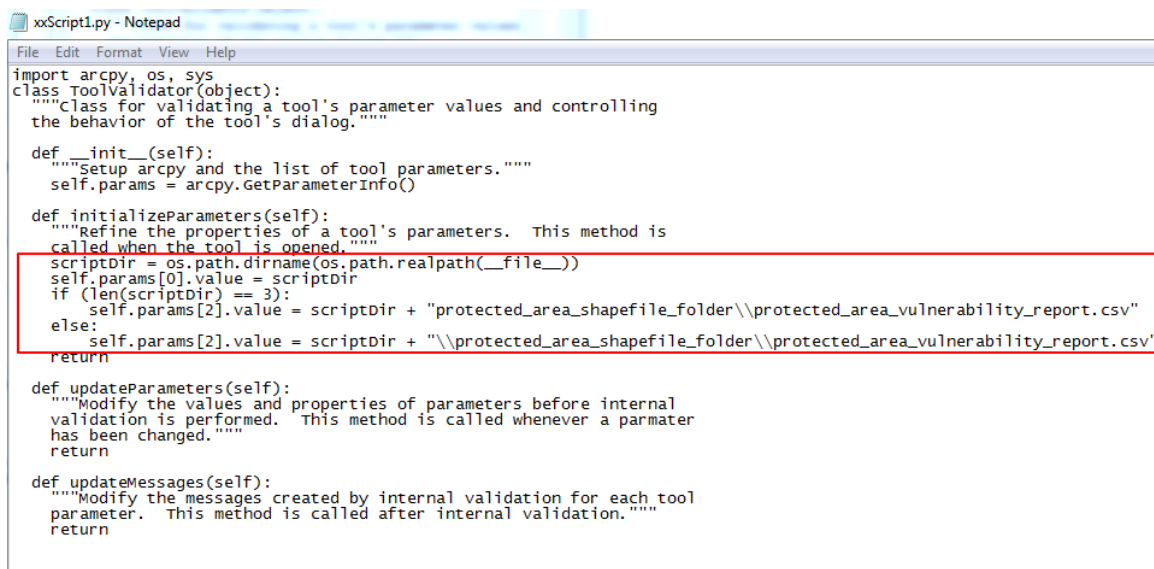 xxScript1.py - Notepad
File Edit Format View Help
import arcpy, os, sys
class ToolValidator(object):
  """Class for validating a tool's parameter values and controlling
  the behavior of the tool's dialog."""

  def __init__(self):
    """Setup arcpy and the list of tool parameters."""
    self.params = arcpy.GetParameterInfo()

  def initializeParameters(self):
    """Refine the properties of a tool's parameters.  This method is
    called when the tool is opened."""
    scriptDir = os.path.dirname(os.path.realpath(__file__))
    self.params[0].value = scriptDir
    if (len(scriptDir) == 3):
        self.params[2].value = scriptDir + "protected_area_shapefile_folder\\protected_area_vulnerability_report.csv"
    else:
        self.params[2].value = scriptDir + "\\protected_area_shapefile_folder\\protected_area_vulnerability_report.csv"
    return

  def updateParameters(self):
    """Modify the values and properties of parameters before internal
    validation is performed.  This method is called whenever a parmater
    has been changed."""
    return

  def updateMessages(self):
    """Modify the messages created by internal validation for each tool
    parameter.  This method is called after internal validation."""
    return